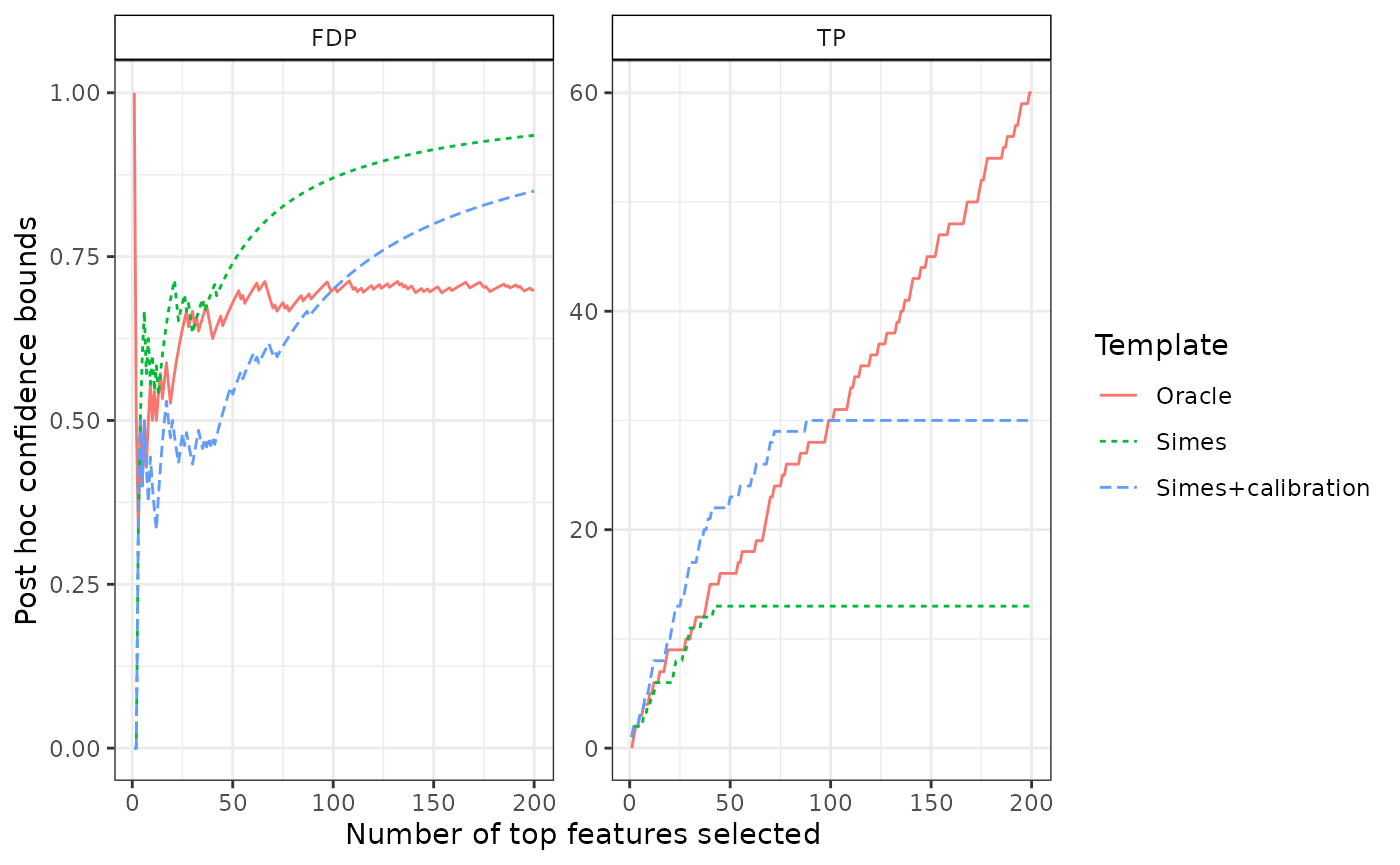 FDP
TP
Post hoc confidence bounds
1.00
0.75
0.50
0.25
0.00
60
40
20
0
0 50 100 150 200
0 50 100 150 200
Number of top features selected
Template
Oracle
Simes
Simes+calibration